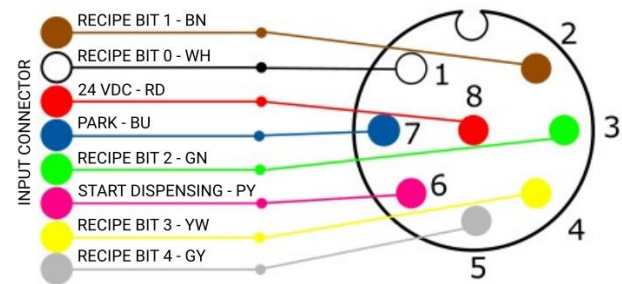 INPUT CONNECTOR
RECIPE BIT 1 - BN
RECIPE BIT 0 - WH
24 VDC - RD
PARK - BU
RECIPE BIT 2 - GN
START DISPENSING - PY
RECIPE BIT 3 - YW
RECIPE BIT 4 - GY
2
1
8
3
7
6
4
5